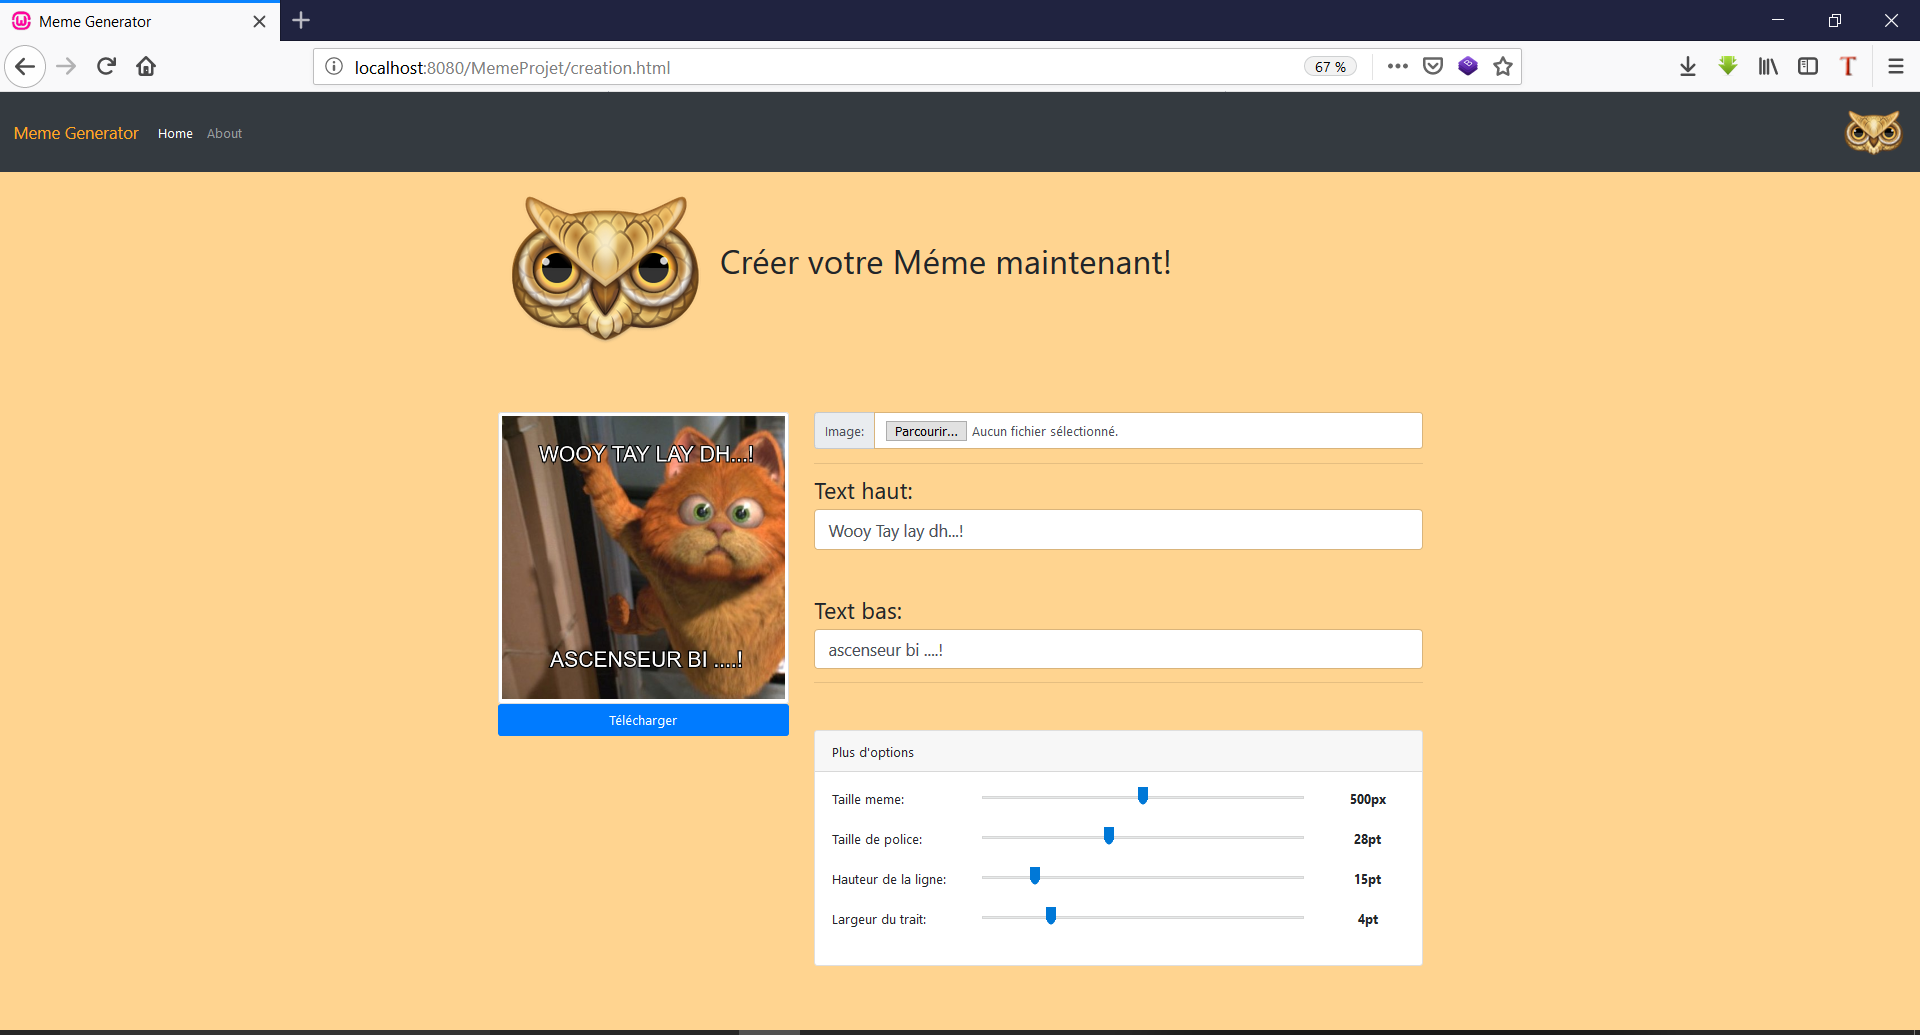 Meme Generator
localhost:8080/MemeProjet/creation.html
67 %
T
Meme Generator Home About
Créer votre Méme maintenant!
WOOY TAY LAY DH...!
ASCENSEUR BI ....!
Télécharger
Image: Parcourir... Aucun fichier sélectionné.
Text haut:
Wooy Tay lay dh...!
Text bas:
ascenseur bi ....!
Plus d'options
Taille meme: 500px
Taille de police: 28pt
Hauteur de la ligne: 15pt
Largeur du trait: 4pt